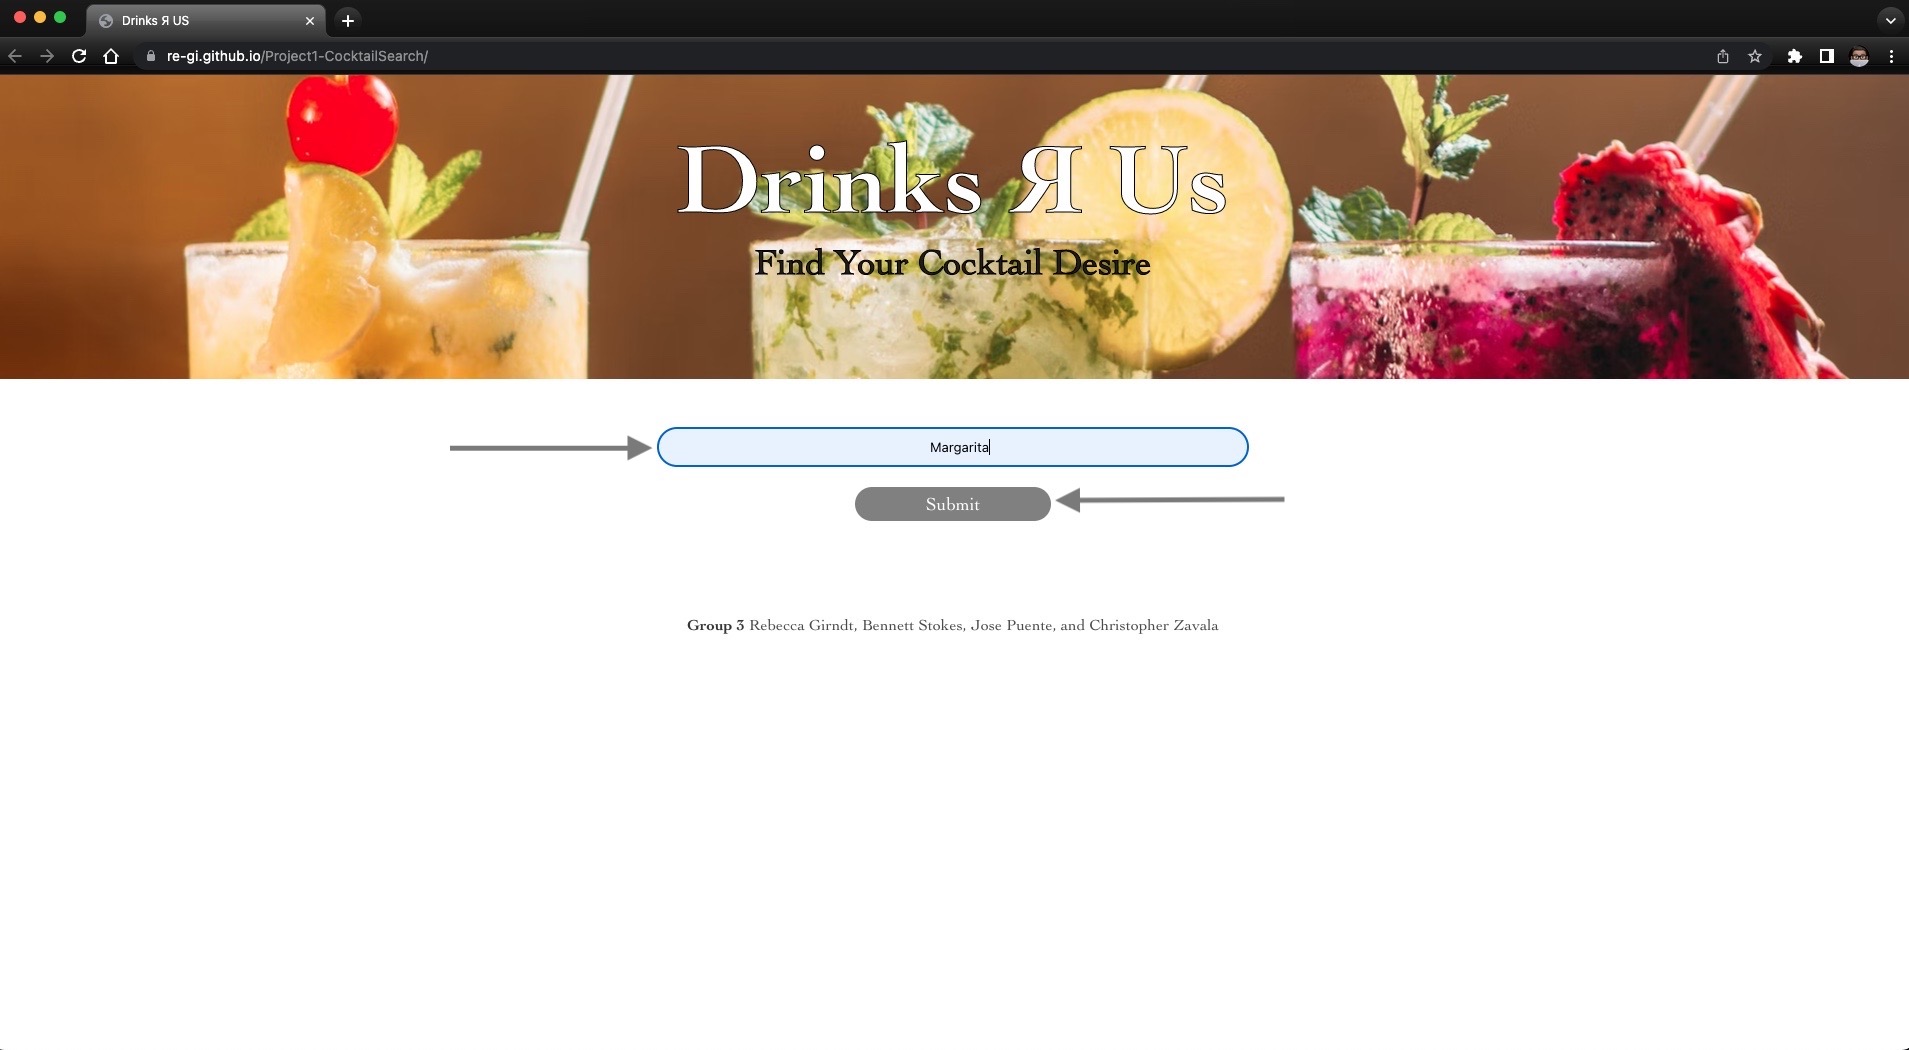 Drinks Я US
re-gi.github.io/Project1-CocktailSearch/
Drinks Я Us
Find Your Cocktail Desire
Margarita
Submit
Group 3 Rebecca Girndt, Bennett Stokes, Jose Puente, and Christopher Zavala